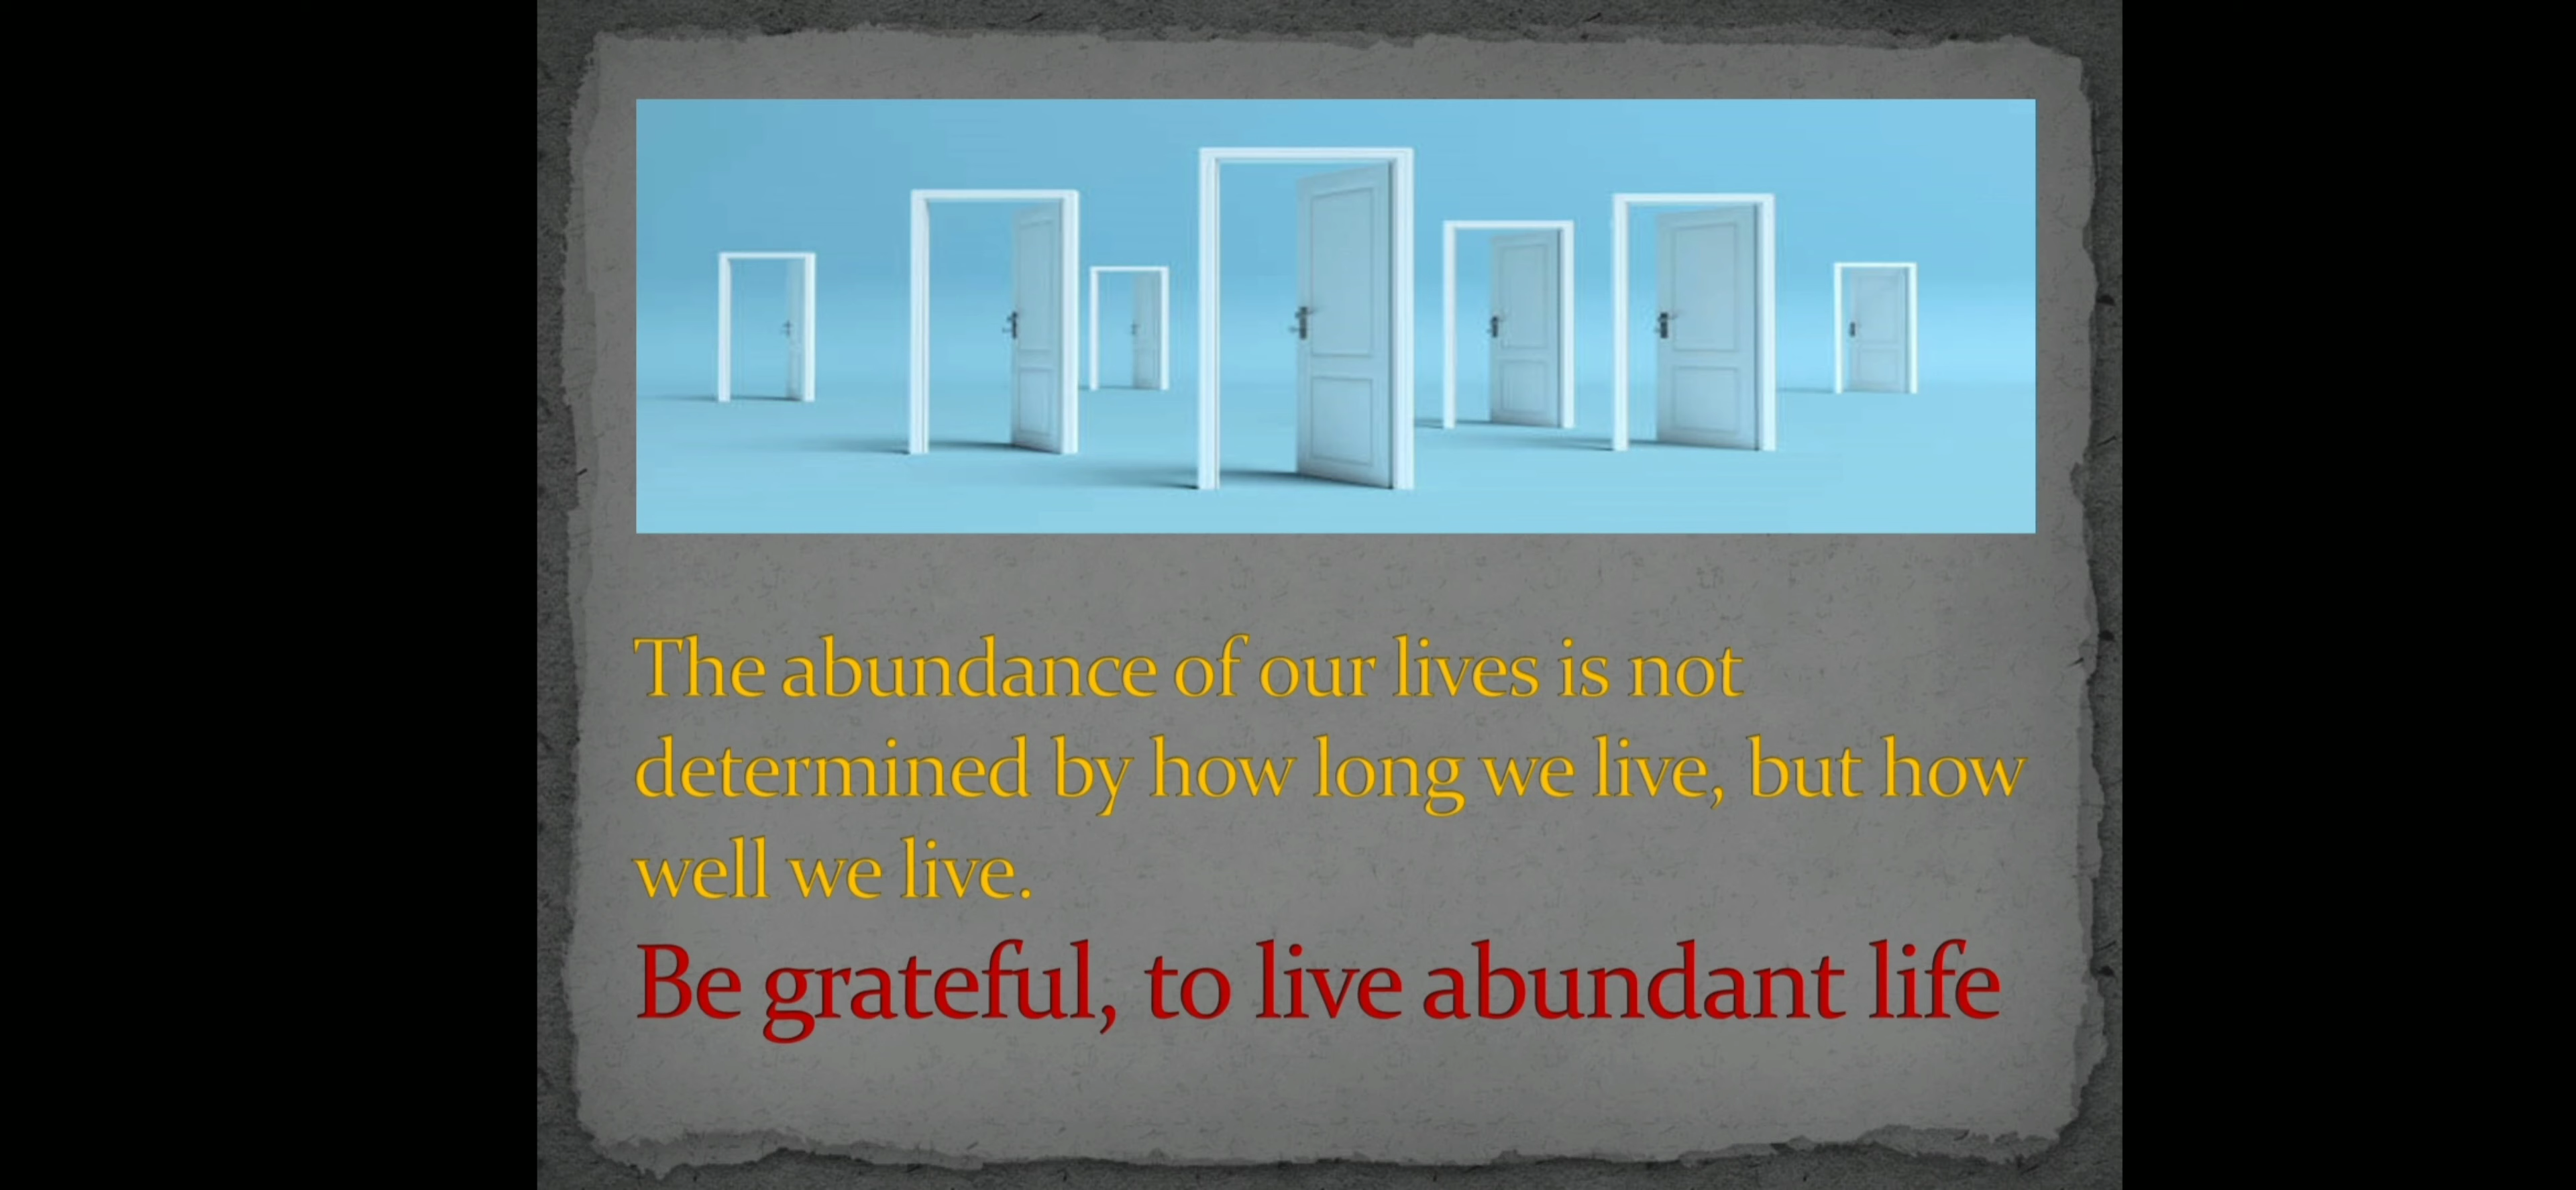 The abundance of our lives is not
determined by how long we live, but how
well we live.
Be grateful, to live abundant life